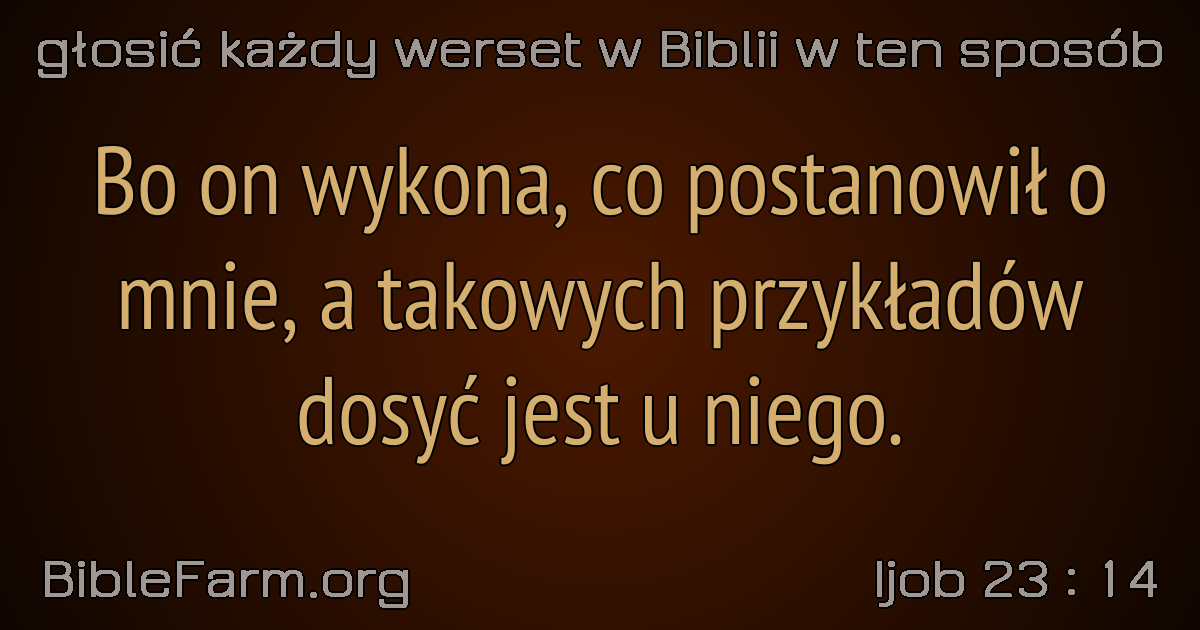 głosić każdy werset w Biblii w ten sposób
Bo on wykona, co postanowił o
mnie, a takowych przykładów
dosyć jest u niego.
BibleFarm.org
Ijob 23 : 14